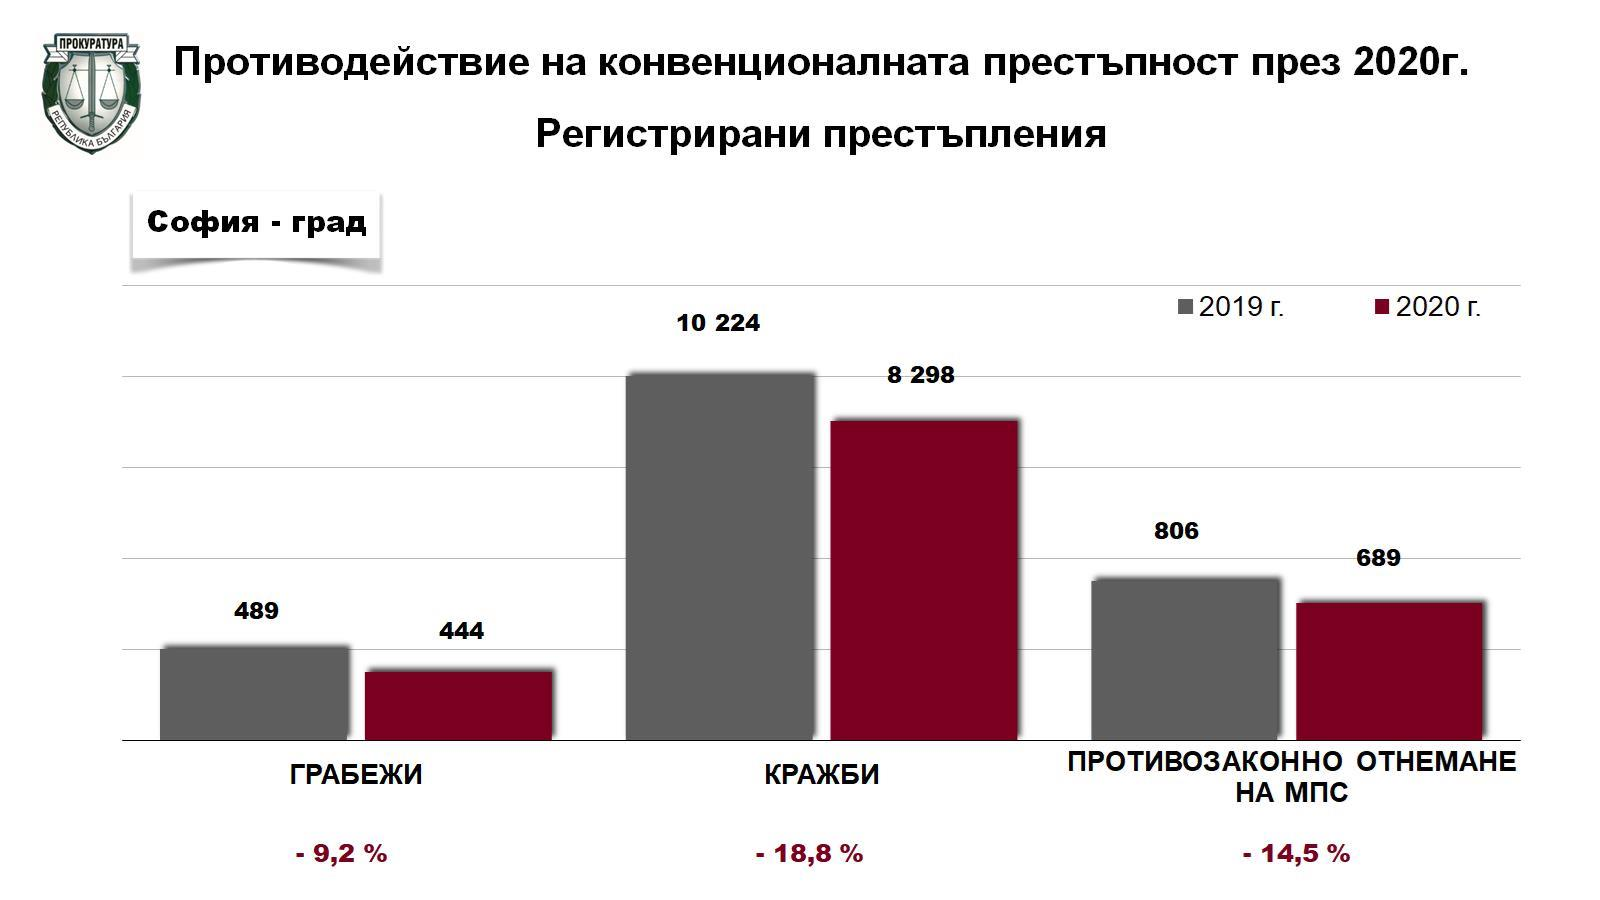 ПРОКУРАТУРА
РЕПУБЛИКА БЪЛГАРИЯ
Противодействие на конвенционалната престъпност през 2020г.
Регистрирани престъпления
София - град
2019 г.
2020 г.
10 224
8 298
806
689
489
444
ГРАБЕЖИ
КРАЖБИ
ПРОТИВОЗАКОННО ОТНЕМАНЕ
НА МПС
- 9,2 %
- 18,8 %
- 14,5 %